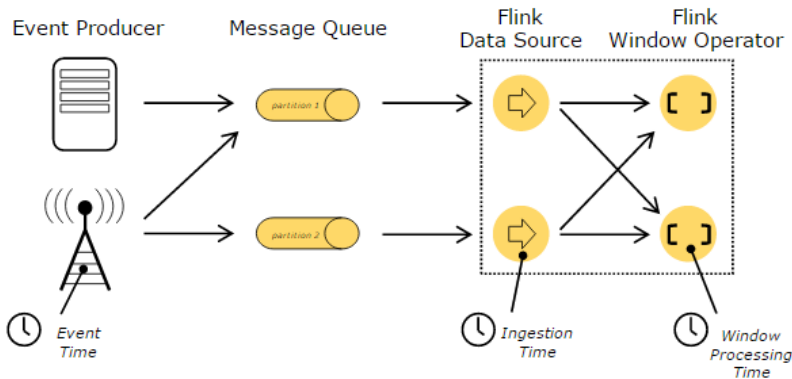 Event Producer
Message Queue
Flink
Data Source
Flink
Window Operator
partition 1
partition 2
Event
Time
Ingestion
Time
Window
Processing
Time